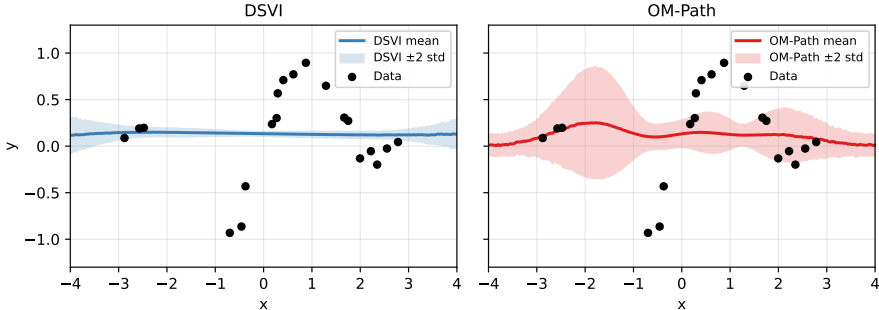 DSVI
OM-Path
DSVI mean
DSVI ±2 std
Data
OM-Path mean
OM-Path ±2 std
Data
y
1.0
0.5
0.0
−0.5
−1.0
−4 −3 −2 −1 0 1 2 3 4
−4 −3 −2 −1 0 1 2 3 4
x
x